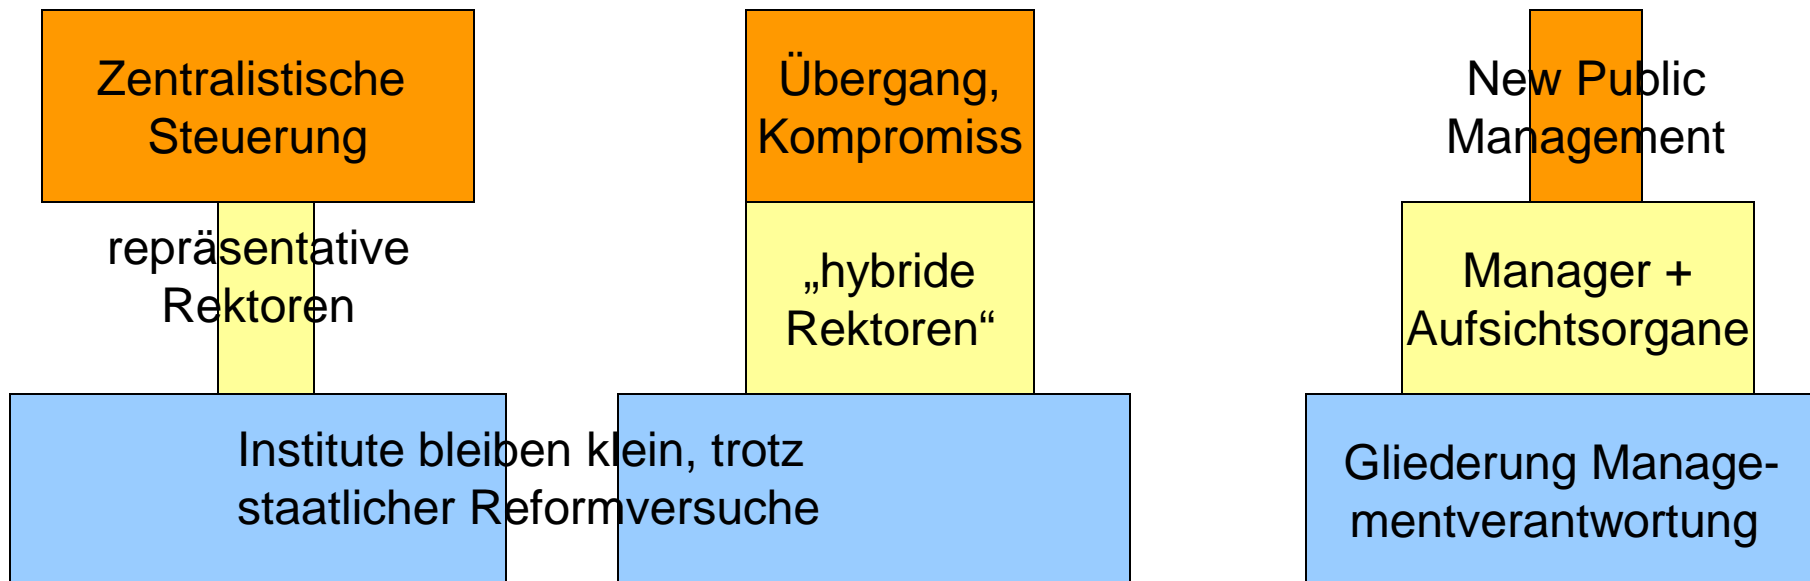 Zentralistische
Steuerung
Übergang,
Kompromiss
New Public
Management
repräsentative
Rektoren
„hybride
Rektoren“
Manager +
Aufsichtsorgane
Institute bleiben klein, trotz
staatlicher Reformversuche
Gliederung Manage-
mentverantwortung